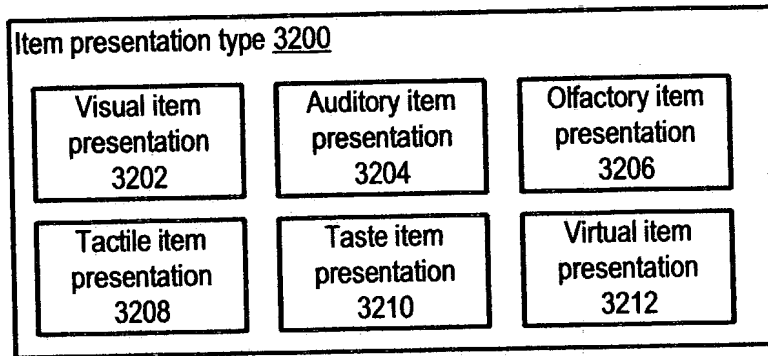 Item presentation type 3200
Visual item
presentation
3202
Auditory item
presentation
3204
Olfactory item
presentation
3206
Tactile item
presentation
3208
Taste item
presentation
3210
Virtual item
presentation
3212